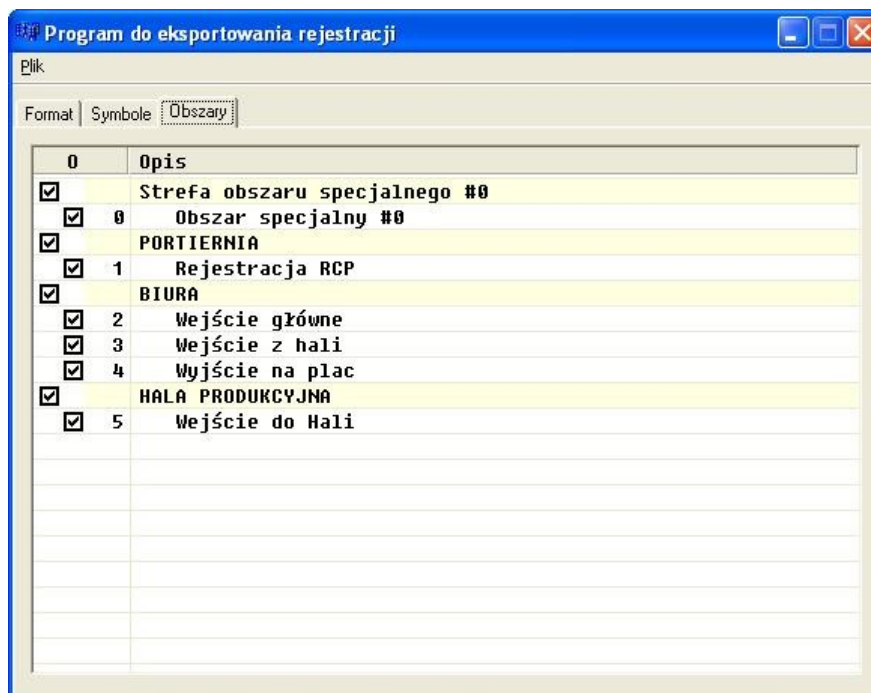 Program do eksportowania rejestracji
Plik
Format Symbole Obszary
O Opis
Strefa obszaru specjalnego #0
0 Obszar specjalny #0
PORTIERNIA
1 Rejestracja RCP
BIURA
2 Wejście główne
3 Wejście z hali
4 Wyjście na plac
HALA PRODUKCYJNA
5 Wejście do Hali